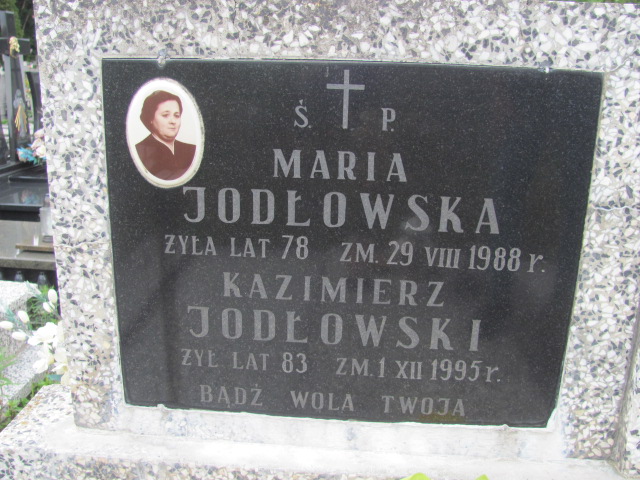 Ś. P.
MARIA
JODŁOWSKA
ŻYŁA LAT 78 ZM. 29 VIII 1988 r.
KAZIMIERZ
JODŁOWSKI
ŻYŁ LAT 83 ZM. 1 XII 1995 r.
BĄDŹ WOLA TWOJA